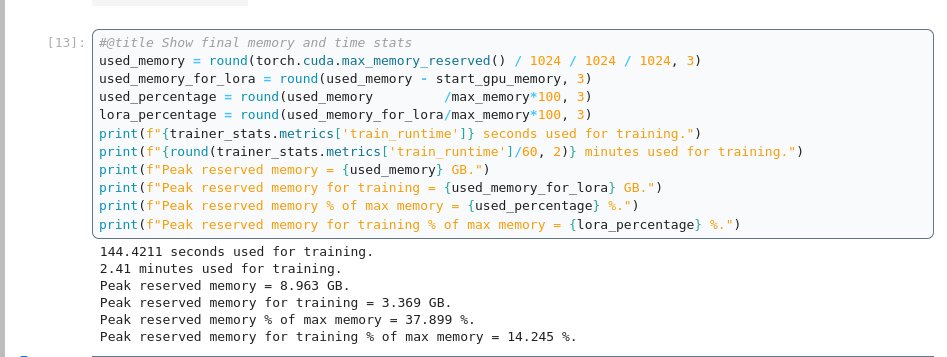 [13]: #@title Show final memory and time stats
used_memory = round(torch.cuda.max_memory_reserved() / 1024 / 1024 / 1024, 3)
used_memory_for_lora = round(used_memory - start_gpu_memory, 3)
used_percentage = round(used_memory         /max_memory*100, 3)
lora_percentage = round(used_memory_for_lora/max_memory*100, 3)
print(f"{trainer_stats.metrics['train_runtime']} seconds used for training.")
print(f"{round(trainer_stats.metrics['train_runtime']/60, 2)} minutes used for training.")
print(f"Peak reserved memory = {used_memory} GB.")
print(f"Peak reserved memory for training = {used_memory_for_lora} GB.")
print(f"Peak reserved memory % of max memory = {used_percentage} %.")
print(f"Peak reserved memory for training % of max memory = {lora_percentage} %.")
144.4211 seconds used for training.
2.41 minutes used for training.
Peak reserved memory = 8.963 GB.
Peak reserved memory for training = 3.369 GB.
Peak reserved memory % of max memory = 37.899 %.
Peak reserved memory for training % of max memory = 14.245 %.